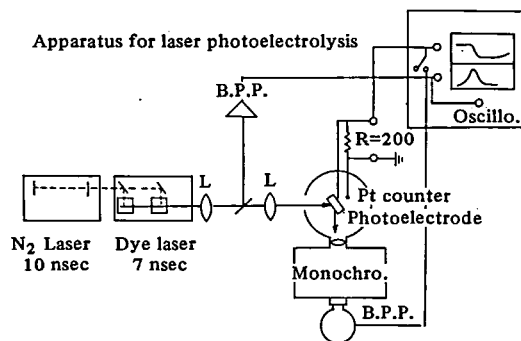 Apparatus for laser photoelectrolysis
B.P.P.
Oscillo.
R=200
L
L
Pt counter
Photoelectrode
N2 Laser
10 nsec
Dye laser
7 nsec
Monochro.
B.P.P.